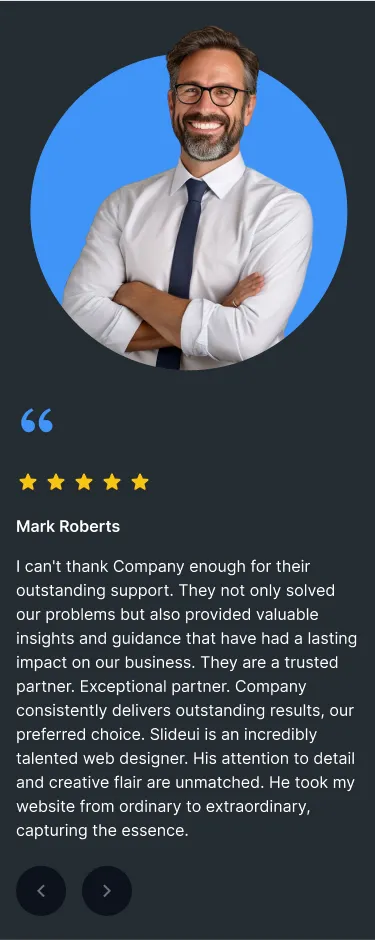 “
Mark Roberts
I can't thank Company enough for their
outstanding support. They not only solved
our problems but also provided valuable
insights and guidance that have had a lasting
impact on our business. They are a trusted
partner. Exceptional partner. Company
consistently delivers outstanding results, our
preferred choice. Slideui is an incredibly
talented web designer. His attention to detail
and creative flair are unmatched. He took my
website from ordinary to extraordinary,
capturing the essence.